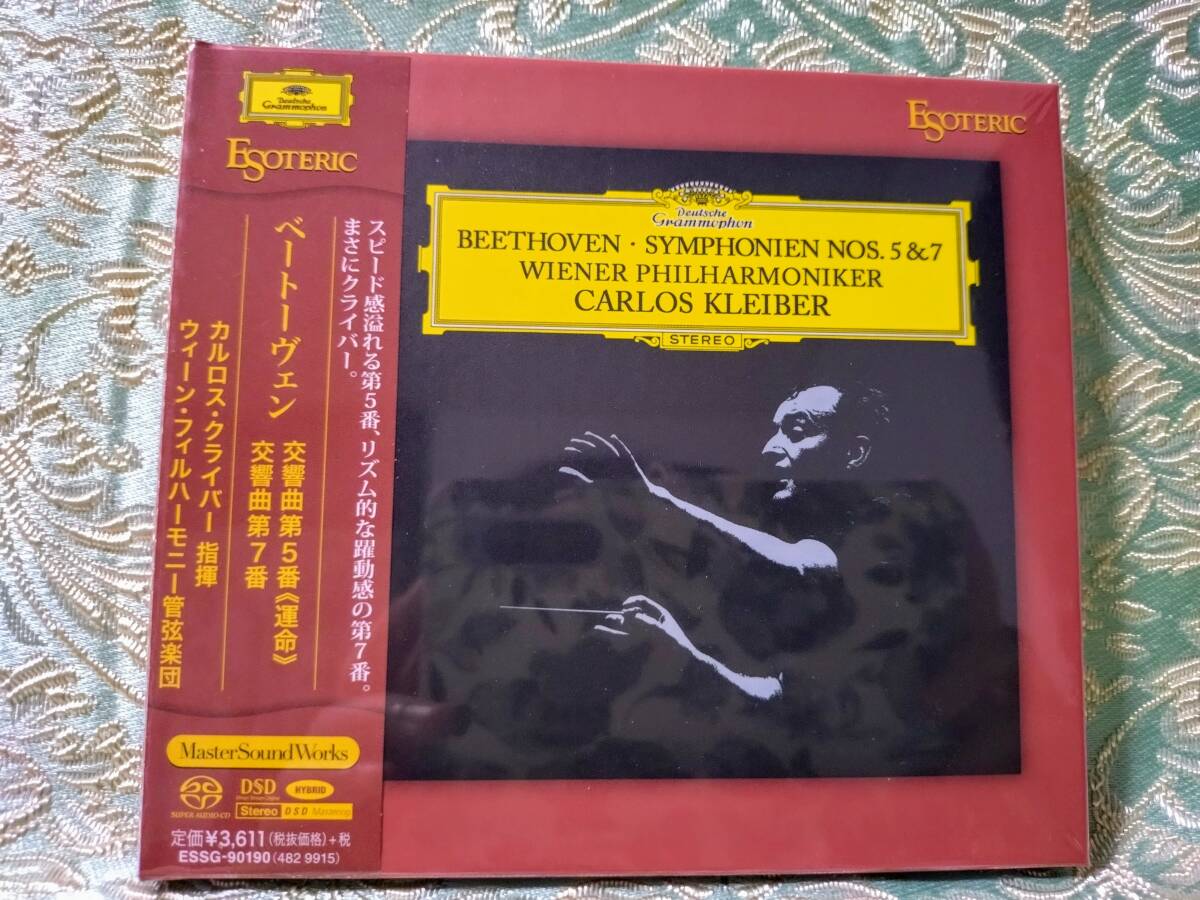 Deutsche
Grammophon
ESOTERIC
スピード感溢れる第5番、リズム的な躍動感の第7番。
まさにクライバー。
ベートーヴェン
交響曲第5番《運命》
交響曲第7番
カルロス・クライバー 指揮
ウィーン・フィルハーモニー管弦楽団
MasterSoundWorks
SUPER AUDIO CD
DSD
Direct Stream Digital
HYBRID
Stereo DSD Mastering
定価¥3,611(税抜価格)+税
ESSG-90190(482 9915)
ESOTERIC
Deutsche
Grammophon
BEETHOVEN・SYMPHONIEN NOS. 5 & 7
WIENER PHILHARMONIKER
CARLOS KLEIBER
STEREO